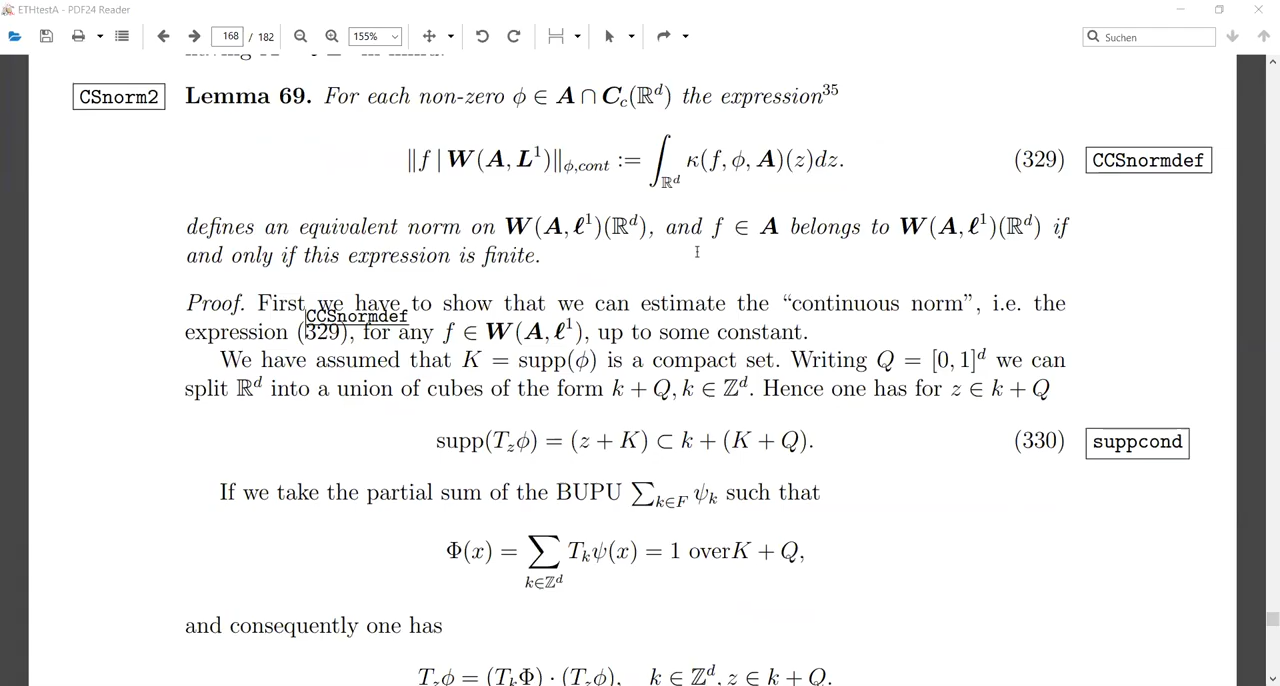 ETHtestA - PDF24 Reader
168 / 182
155%
Suchen
CSnorm2
Lemma 69. For each non-zero ϕ ∈ A ∩ C_c(ℝ^d) the expression^35
‖f | W(A, L^1)‖_{ϕ,cont} := ∫_{ℝ^d} κ(f, ϕ, A)(z)dz. (329) CCSnormdef
defines an equivalent norm on W(A, ℓ^1)(ℝ^d), and f ∈ A belongs to W(A, ℓ^1)(ℝ^d) if
and only if this expression is finite.
Proof. First we have to show that we can estimate the “continuous norm”, i.e. the
CCSnormdef
expression (329), for any f ∈ W(A, ℓ^1), up to some constant.
We have assumed that K = supp(ϕ) is a compact set. Writing Q = [0, 1]^d we can
split ℝ^d into a union of cubes of the form k + Q, k ∈ ℤ^d. Hence one has for z ∈ k + Q
supp(T_zϕ) = (z + K) ⊂ k + (K + Q). (330) suppcond
If we take the partial sum of the BUPU ∑_{k∈F} ψ_k such that
Φ(x) = ∑_{k∈ℤ^d} T_kψ(x) = 1 overK + Q,
and consequently one has
T_zϕ = (T_kΦ) · (T_zϕ), k ∈ ℤ^d, z ∈ k + Q.